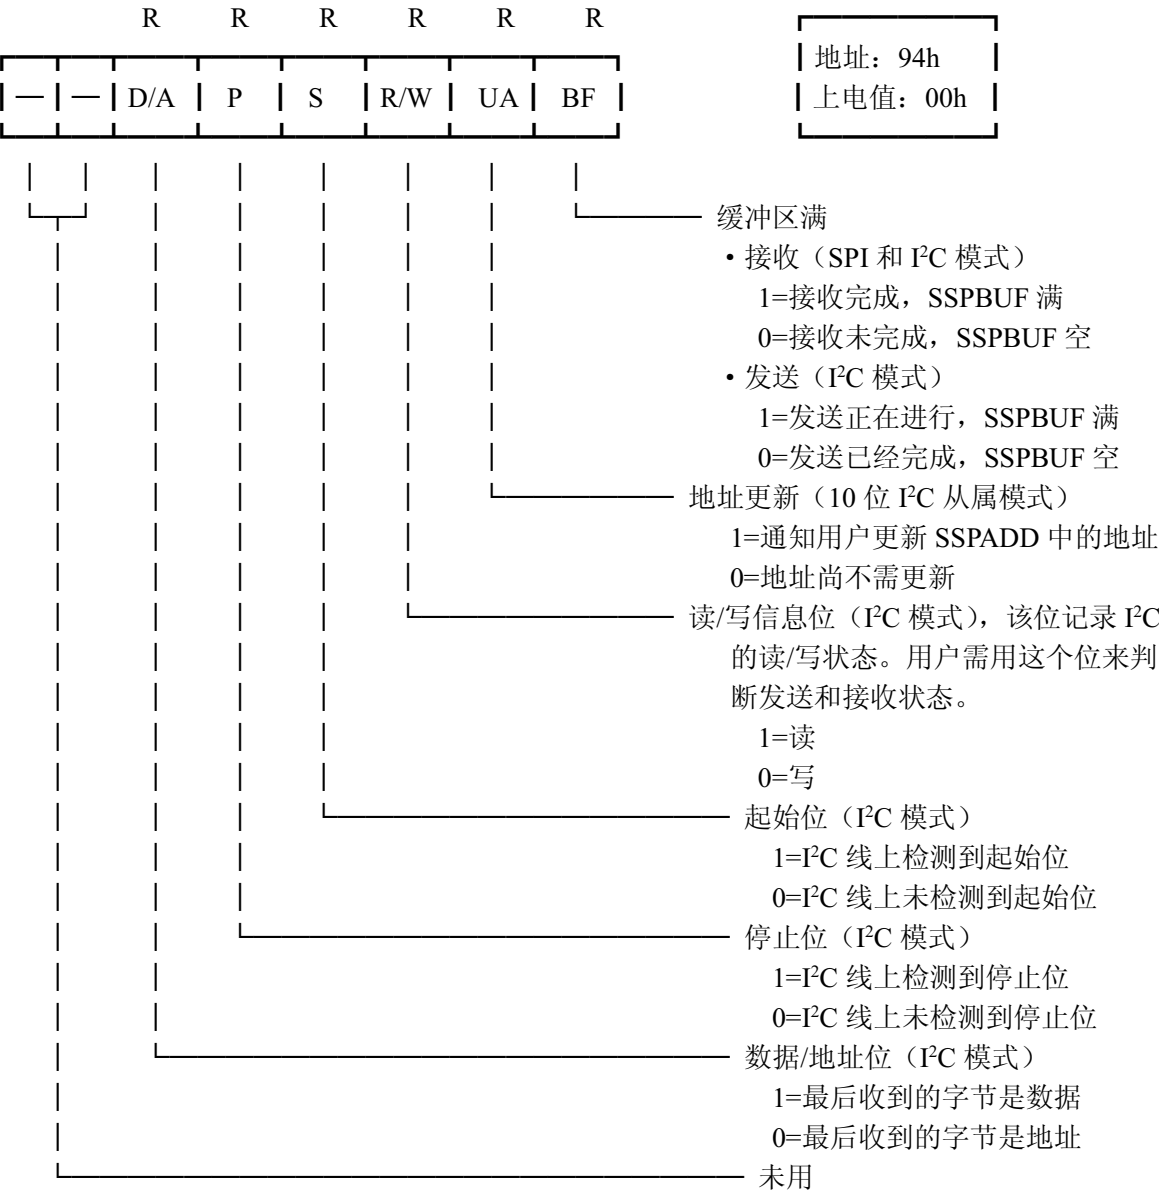 R R R R R R
地址：94h
— — D/A P S R/W UA BF
上电值：00h
缓冲区满
·接收（SPI 和 I²C 模式）
1=接收完成，SSPBUF 满
0=接收未完成，SSPBUF 空
·发送（I²C 模式）
1=发送正在进行，SSPBUF 满
0=发送已经完成，SSPBUF 空
地址更新（10 位 I²C 从属模式）
1=通知用户更新 SSPADD 中的地址
0=地址尚不需更新
读/写信息位（I²C 模式），该位记录 I²C
的读/写状态。用户需用这个位来判
断发送和接收状态。
1=读
0=写
起始位（I²C 模式）
1=I²C 线上检测到起始位
0=I²C 线上未检测到起始位
停止位（I²C 模式）
1=I²C 线上检测到停止位
0=I²C 线上未检测到停止位
数据/地址位（I²C 模式）
1=最后收到的字节是数据
0=最后收到的字节是地址
未用